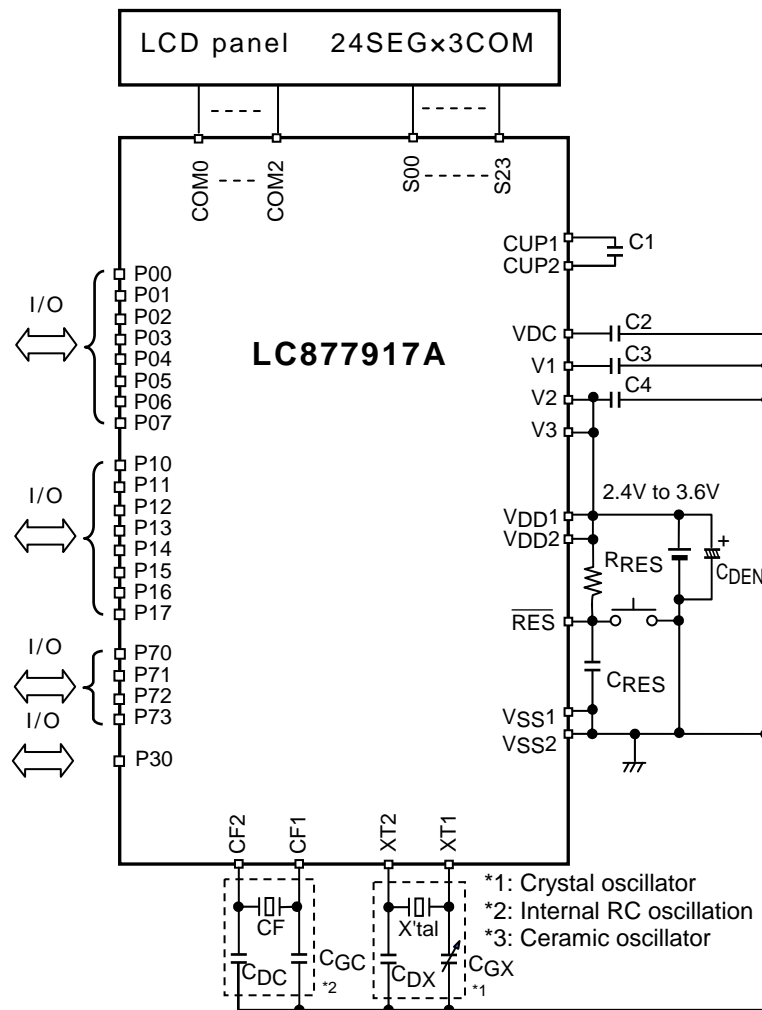 LCD panel 24SEG×3COM
COM0
COM2
S00
S23
CUP1
CUP2
C1
I/O
P00
P01
P02
P03
P04
P05
P06
P07
LC877917A
VDC
C2
V1
C3
V2
C4
V3
I/O
P10
P11
P12
P13
P14
P15
P16
P17
2.4V to 3.6V
VDD1
VDD2
RRES
+
CDEN
RES
CRES
I/O
P70
P71
P72
P73
VSS1
VSS2
I/O
P30
CF2
CF1
XT2
XT1
CF
X'tal
CDC
CGC
*2
CDX
CGX
*1
*1: Crystal oscillator
*2: Internal RC oscillation
*3: Ceramic oscillator